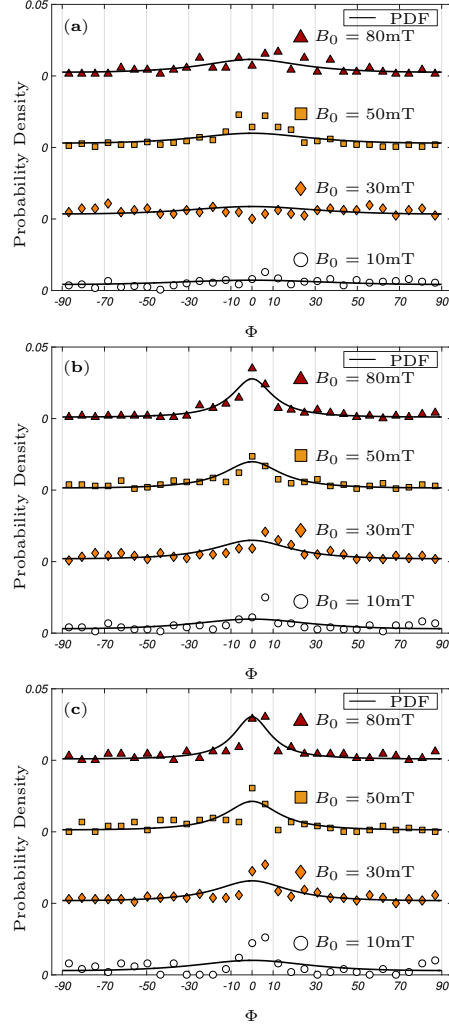 0.05
(a)
PDF
B0 = 80mT
0
B0 = 50mT
0
B0 = 30mT
0
B0 = 10mT
0
Probability Density
-90 -70 -50 -30 -10 0 10 30 50 70 90
Φ
0.05
(b)
PDF
B0 = 80mT
0
B0 = 50mT
0
B0 = 30mT
0
B0 = 10mT
0
Probability Density
-90 -70 -50 -30 -10 0 10 30 50 70 90
Φ
0.05
(c)
PDF
B0 = 80mT
0
B0 = 50mT
0
B0 = 30mT
0
B0 = 10mT
0
Probability Density
-90 -70 -50 -30 -10 0 10 30 50 70 90
Φ